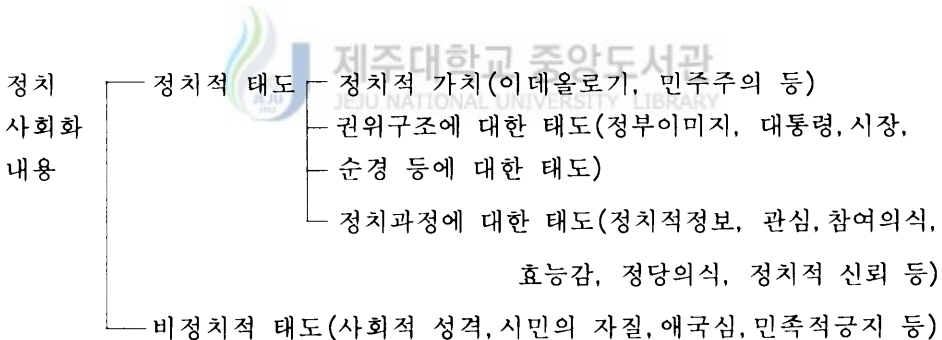 제주대학교 중앙도서관
JEJU NATIONAL UNIVERSITY LIBRARY
정치 정치적 태도 정치적 가치(이데올로기, 민주주의 등)
사회화 권위구조에 대한 태도(정부이미지, 대통령,시장,
내용 순경 등에 대한 태도)
정치과정에 대한 태도(정치적정보, 관심,참여의식,
효능감, 정당의식, 정치적 신뢰 등)
비정치적 태도(사회적 성격,시민의 자질,애국심,민족적긍지 등)